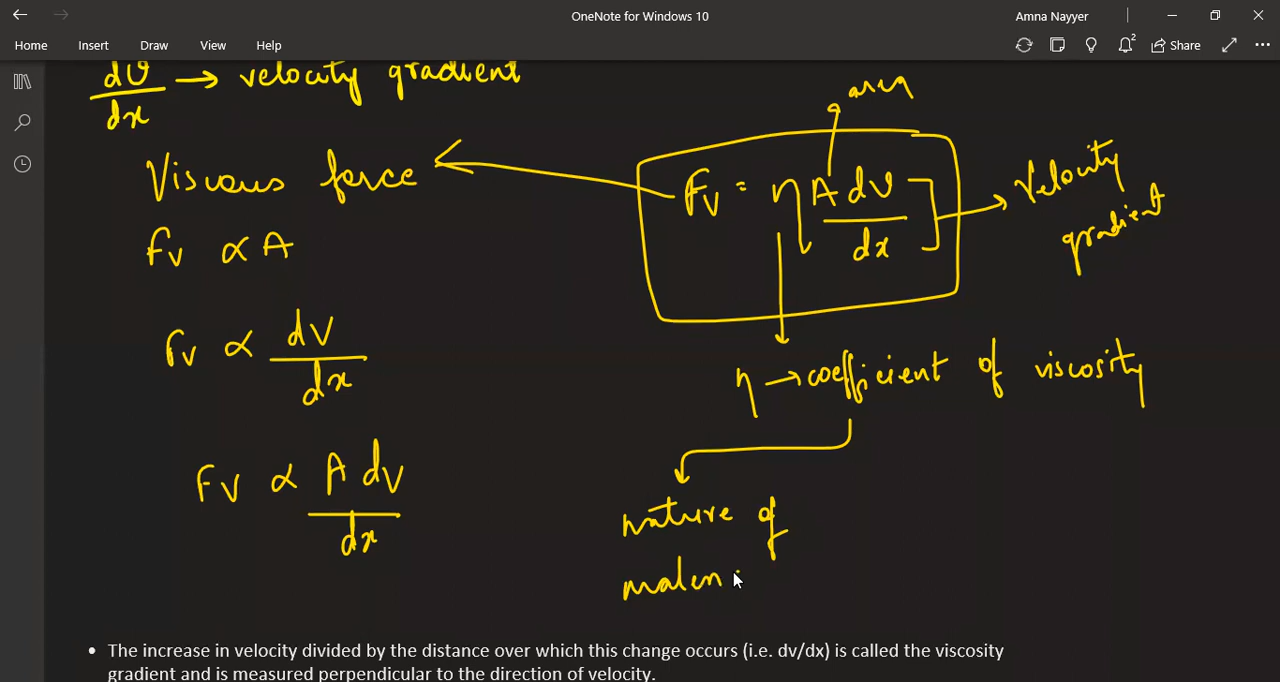 OneNote for Windows 10
Amna Nayyer
Home Insert Draw View Help
Share
dv/dx → velocity gradient
Viscous force
Fv ∝ A
Fv ∝ dv/dx
Fv ∝ A dv/dx
area
Fv = η A dv/dx
velocity
gradient
η → coefficient of viscosity
nature of
• The increase in velocity divided by the distance over which this change occurs (i.e. dv/dx) is called the viscosity
gradient and is measured perpendicular to the direction of velocity.